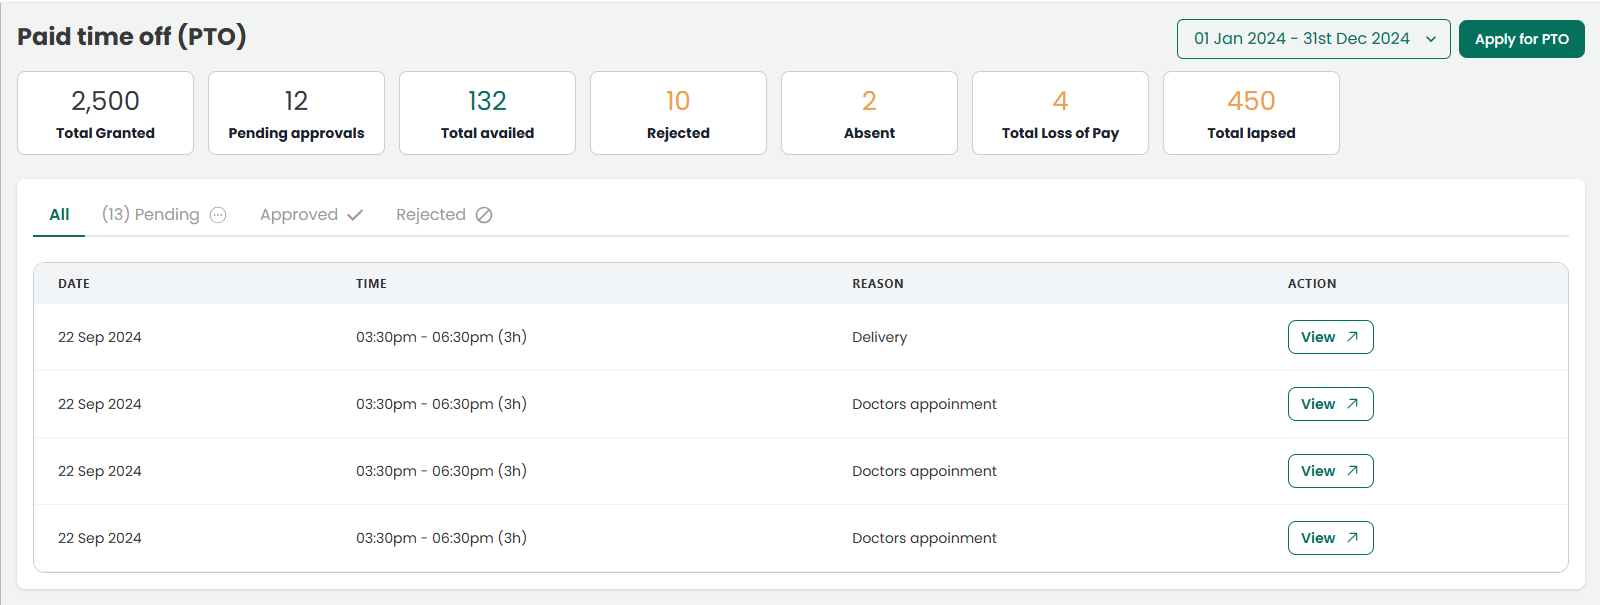 Paid time off (PTO)
01 Jan 2024 - 31st Dec 2024
Apply for PTO
2,500
Total Granted
12
Pending approvals
132
Total availed
10
Rejected
2
Absent
4
Total Loss of Pay
450
Total lapsed
All
(13) Pending
Approved
Rejected
DATE TIME REASON ACTION
22 Sep 2024 03:30pm - 06:30pm (3h) Delivery View
22 Sep 2024 03:30pm - 06:30pm (3h) Doctors appoinment View
22 Sep 2024 03:30pm - 06:30pm (3h) Doctors appoinment View
22 Sep 2024 03:30pm - 06:30pm (3h) Doctors appoinment View